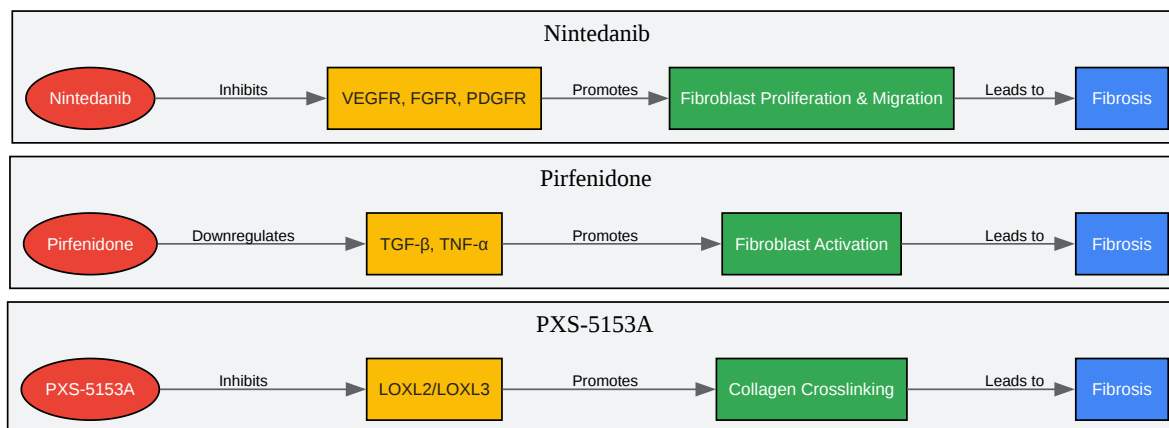 Nintedanib
Nintedanib
Inhibits
VEGFR, FGFR, PDGFR
Promotes
Fibroblast Proliferation & Migration
Leads to
Fibrosis
Pirfenidone
Pirfenidone
Downregulates
TGF-β, TNF-α
Promotes
Fibroblast Activation
Leads to
Fibrosis
PXS-5153A
PXS-5153A
Inhibits
LOXL2/LOXL3
Promotes
Collagen Crosslinking
Leads to
Fibrosis